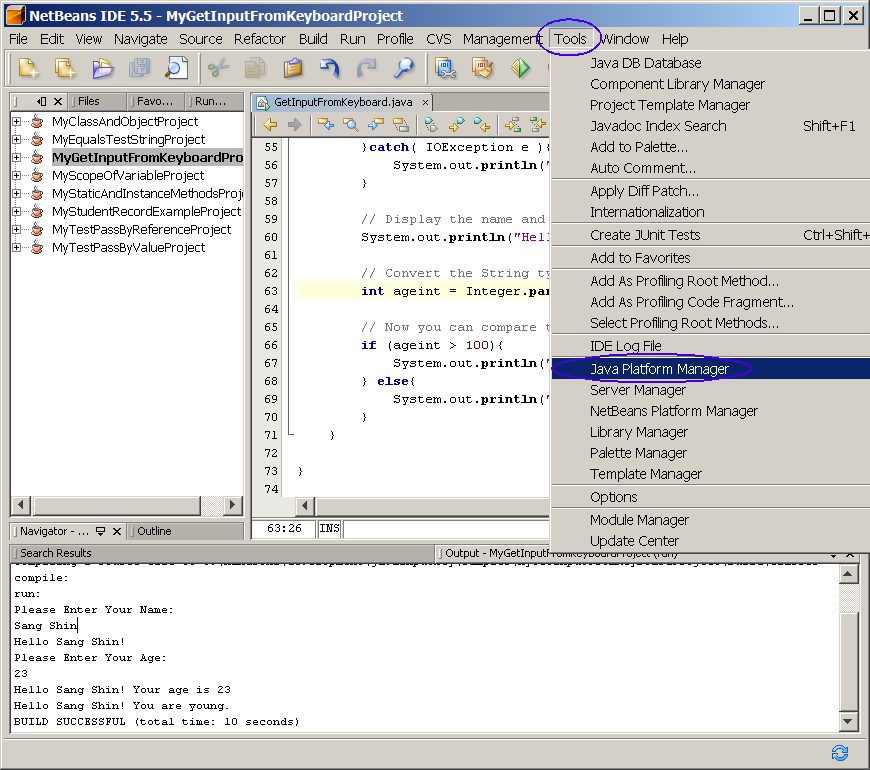 NetBeans IDE 5.5 - MyGetInputFromKeyboardProject
File Edit View Navigate Source Refactor Build Run Profile CVS Management Tools Window Help
Files Favo... Run...
MyClassAndObjectProject
MyEqualsTestStringProject
MyGetInputFromKeyboardPro
MyScopeOfVariableProject
MyStaticAndInstanceMethodsProj
MyStudentRecordExampleProject
MyTestPassByReferenceProject
MyTestPassByValueProject
Navigator - ... Outline
GetInputFromKeyboard.java
55 }catch( IOException e ){
56 System.out.println("
57 }
58
59 // Display the name and
60 System.out.println("Hell
61
62 // Convert the String ty
63 int ageint = Integer.par
64
65 // Now you can compare t
66 if (ageint > 100){
67 System.out.println("
68 } else{
69 System.out.println("
70 }
71 }
72
73 }
74
63:26 INS
Java DB Database
Component Library Manager
Project Template Manager
Javadoc Index Search Shift+F1
Add to Palette...
Auto Comment...
Apply Diff Patch...
Internationalization
Create JUnit Tests Ctrl+Shift+
Add to Favorites
Add As Profiling Root Method...
Add As Profiling Code Fragment...
Select Profiling Root Methods...
IDE Log File
Java Platform Manager
Server Manager
NetBeans Platform Manager
Library Manager
Palette Manager
Template Manager
Options
Module Manager
Update Center
Search Results
Output - MyGetInputFromKeyboardProject (run)
compile:
run:
Please Enter Your Name:
Sang Shin
Hello Sang Shin!
Please Enter Your Age:
23
Hello Sang Shin! Your age is 23
Hello Sang Shin! You are young.
BUILD SUCCESSFUL (total time: 10 seconds)